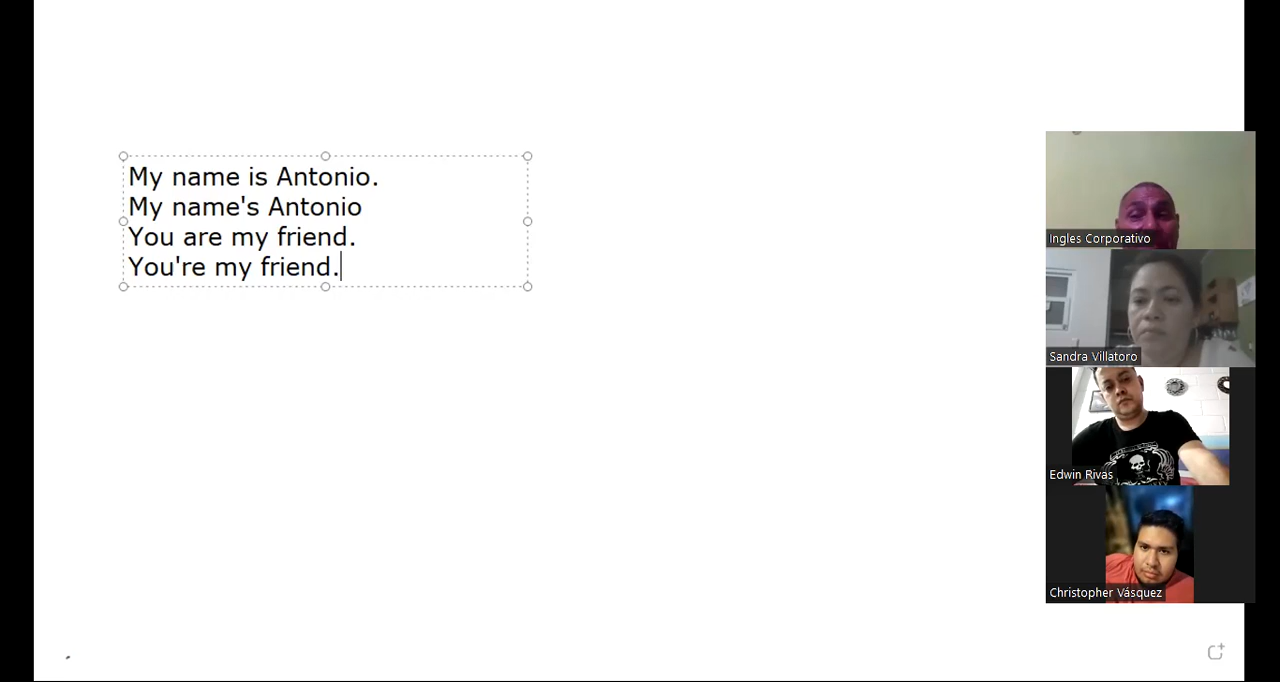 My name is Antonio.
My name's Antonio
You are my friend.
You're my friend.
Ingles Corporativo
Sandra Villatoro
Edwin Rivas
Christopher Vásquez